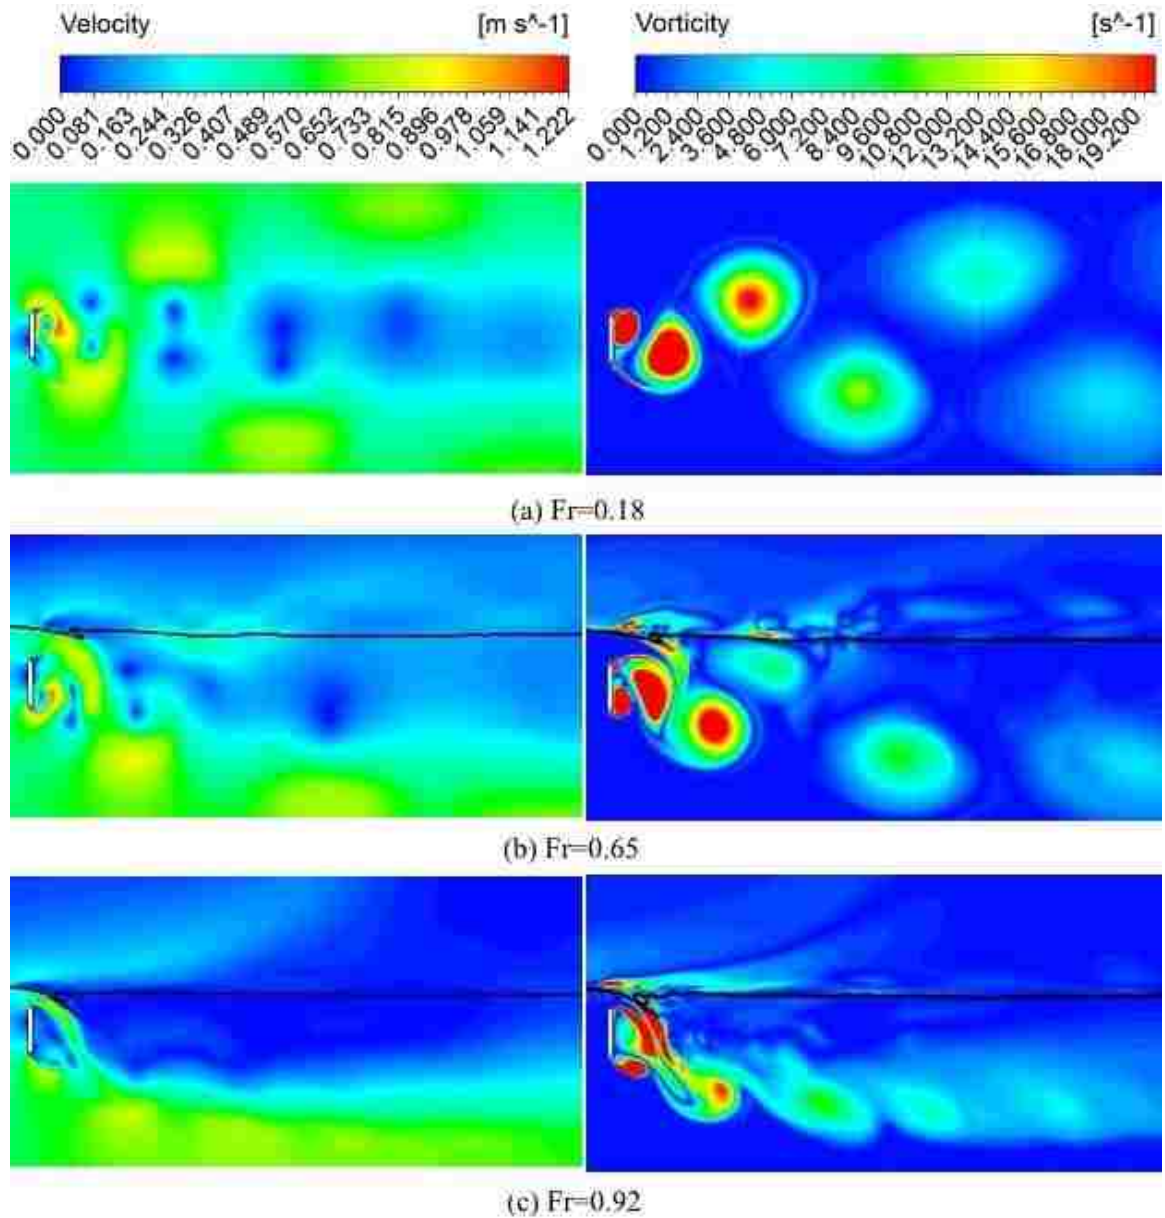 Velocity [m s^-1]
0.000 0.081 0.163 0.244 0.326 0.407 0.489 0.570 0.652 0.733 0.815 0.896 0.978 1.059 1.141 1.222
Vorticity [s^-1]
0.000 1.200 2.400 3.600 4.800 6.000 7.200 8.400 9.600 10.800 12.000 13.200 14.400 15.600 16.800 18.000 19.200
(a) Fr=0.18
(b) Fr=0.65
(c) Fr=0.92